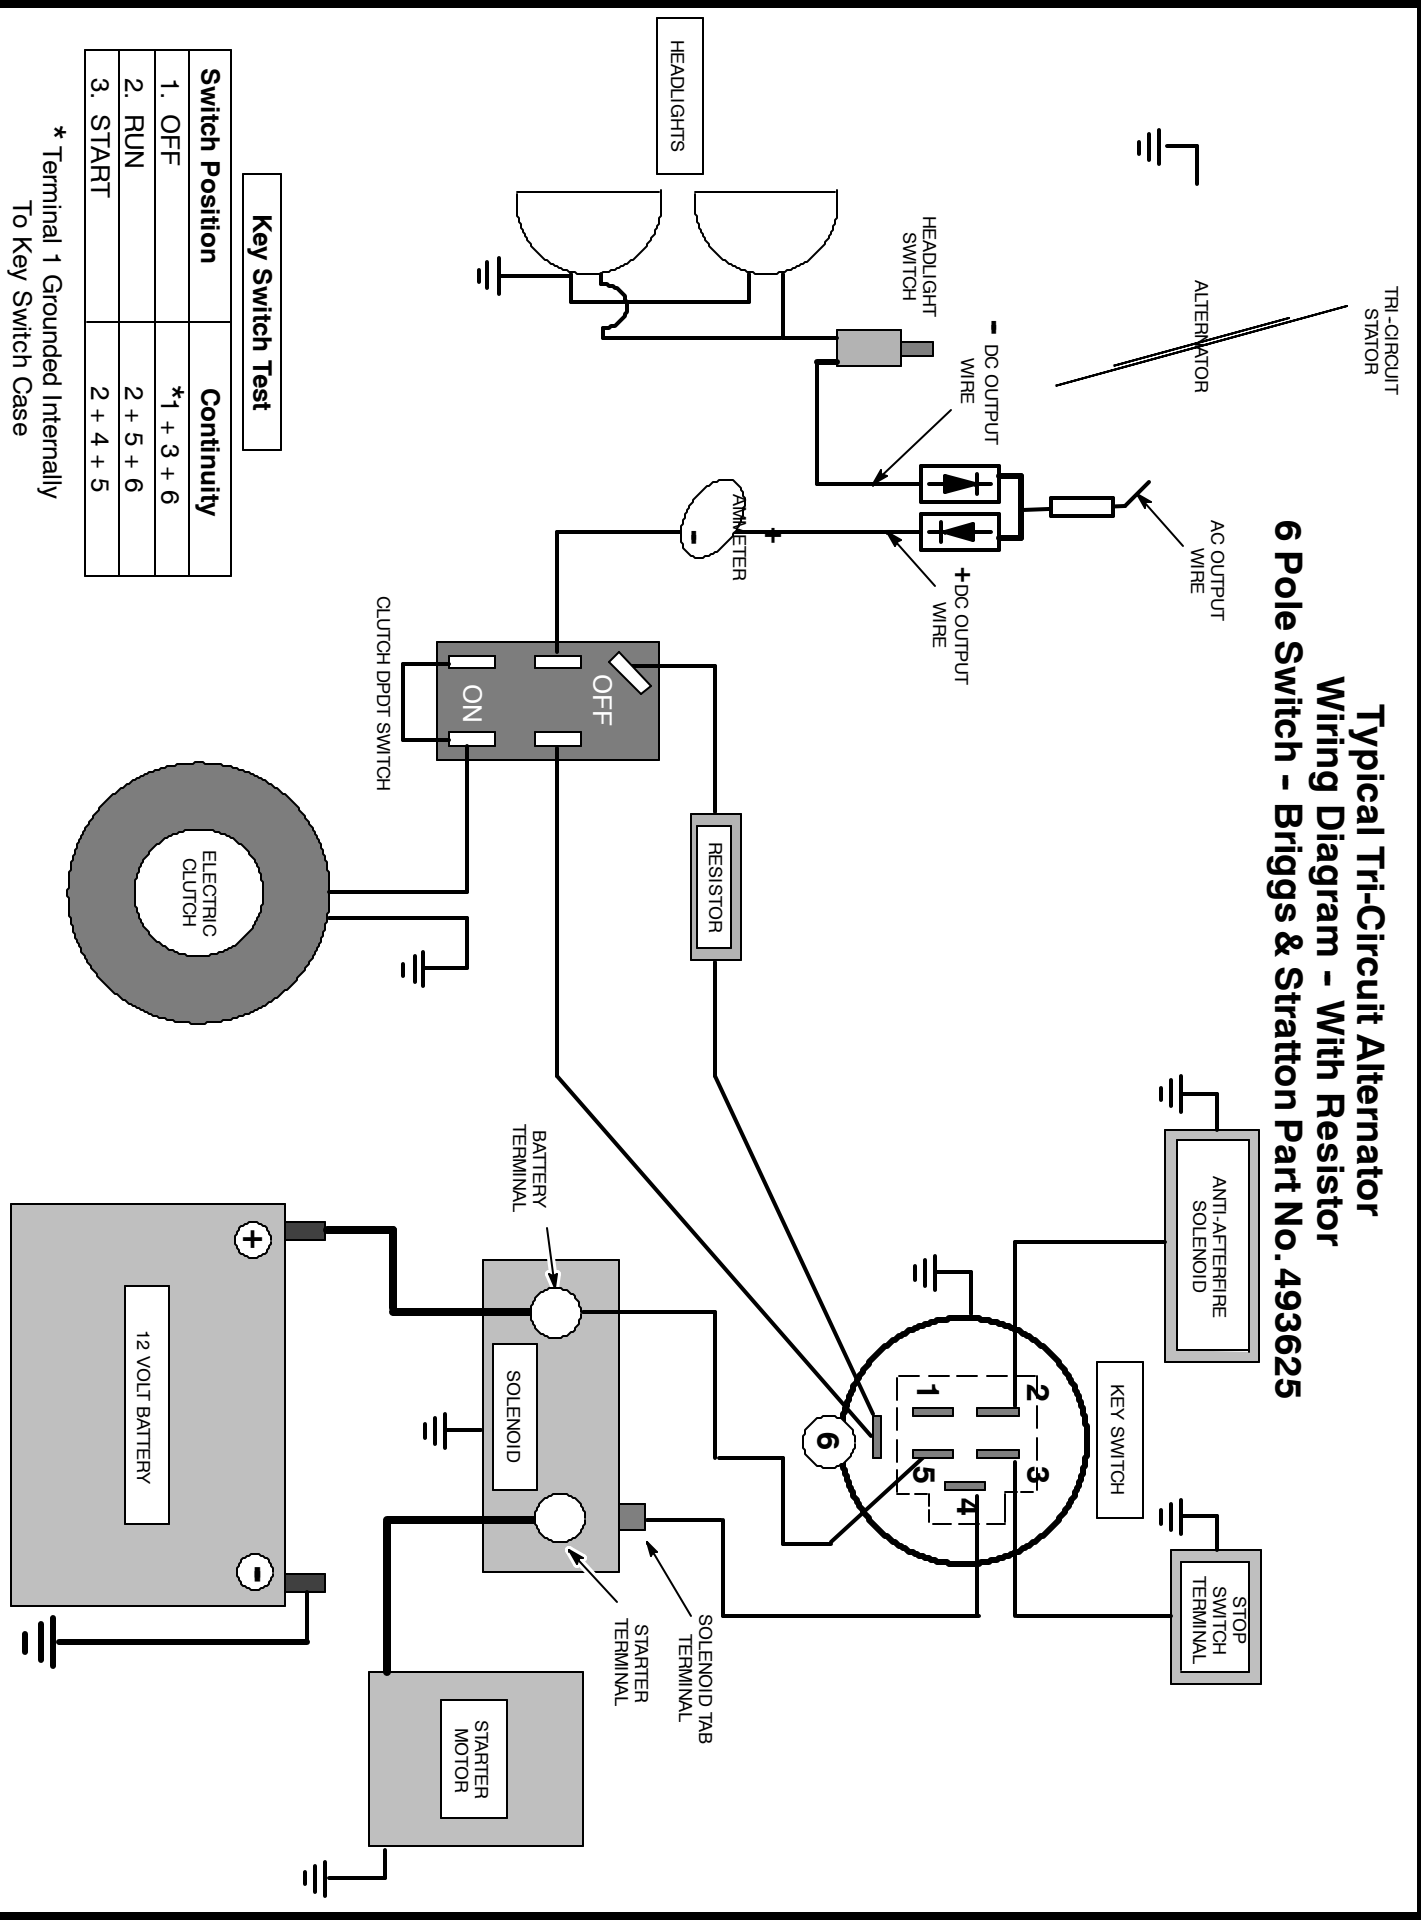 Typical Tri-Circuit Alternator
Wiring Diagram - With Resistor
6 Pole Switch - Briggs & Stratton Part No. 493625
TRI-CIRCUIT
STATOR
ALTERNATOR
AC OUTPUT
WIRE
- DC OUTPUT
WIRE
+DC OUTPUT
WIRE
HEADLIGHT
SWITCH
HEADLIGHTS
+
AMMETER
-
OFF
ON
CLUTCH DPDT SWITCH
RESISTOR
ELECTRIC
CLUTCH
ANTI-AFTERFIRE
SOLENOID
KEY SWITCH
2
3
1
5
4
6
STOP
SWITCH
TERMINAL
BATTERY
TERMINAL
SOLENOID
SOLENOID TAB
TERMINAL
STARTER
TERMINAL
STARTER
MOTOR
+
-
12 VOLT BATTERY
Key Switch Test
Switch Position Continuity
1. OFF *1 + 3 + 6
2. RUN 2 + 5 + 6
3. START 2 + 4 + 5
* Terminal 1 Grounded Internally
To Key Switch Case